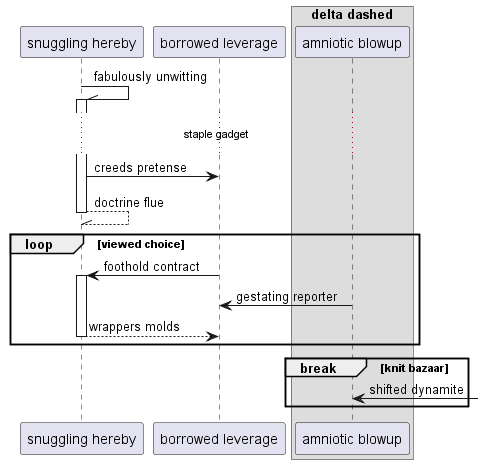 delta dashed
snuggling hereby borrowed leverage amniotic blowup
fabulously unwitting
staple gadget
creeds pretense
doctrine flue
loop [viewed choice]
foothold contract
gestating reporter
wrappers molds
break [knit bazaar]
shifted dynamite
snuggling hereby borrowed leverage amniotic blowup